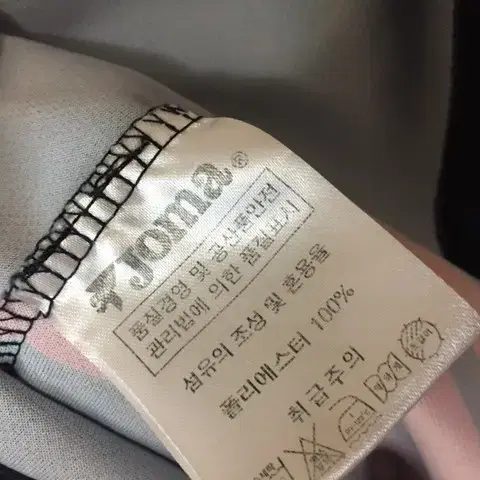 Joma®
품질경영 및 공산품안전
관리법에 의한 품질표시
섬유의 조성 및 혼용율
폴리에스터 100%
취급주의